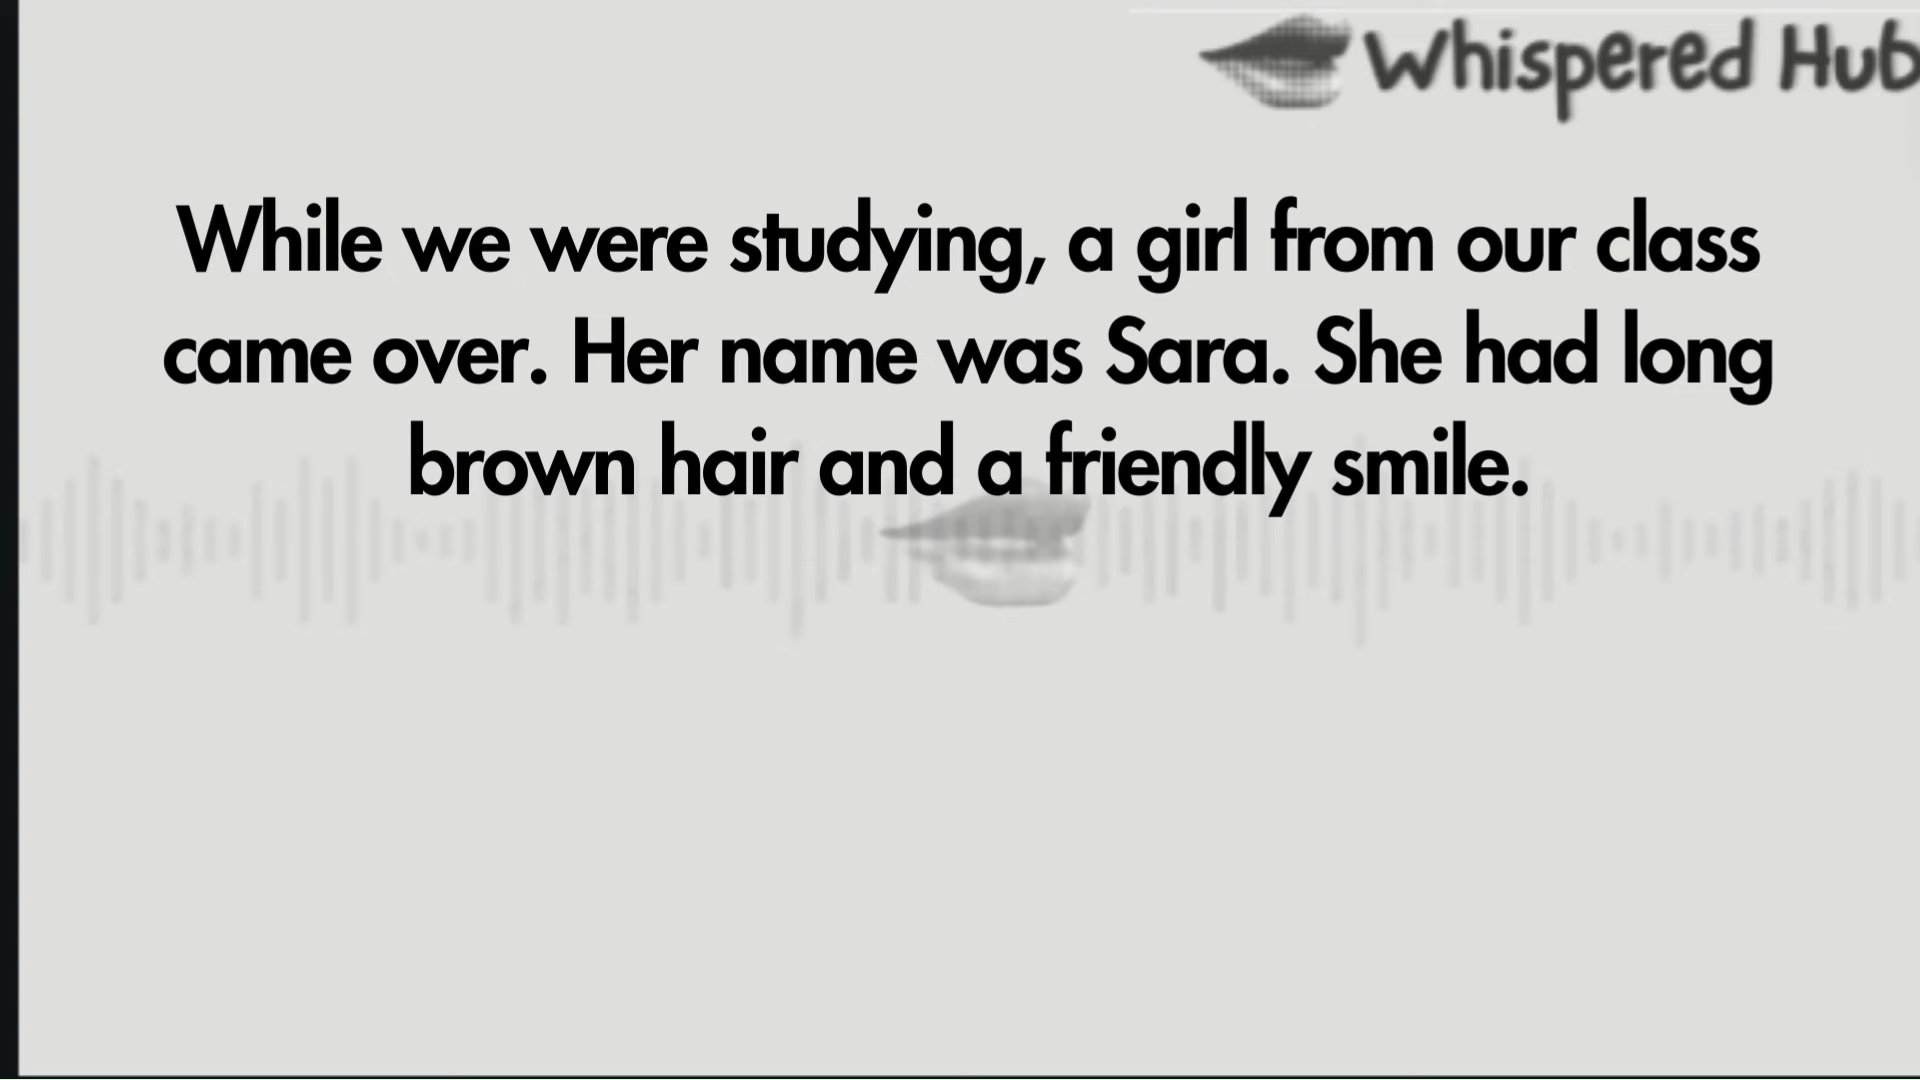 Whispered Hub
While we were studying, a girl from our class
came over. Her name was Sara. She had long
brown hair and a friendly smile.